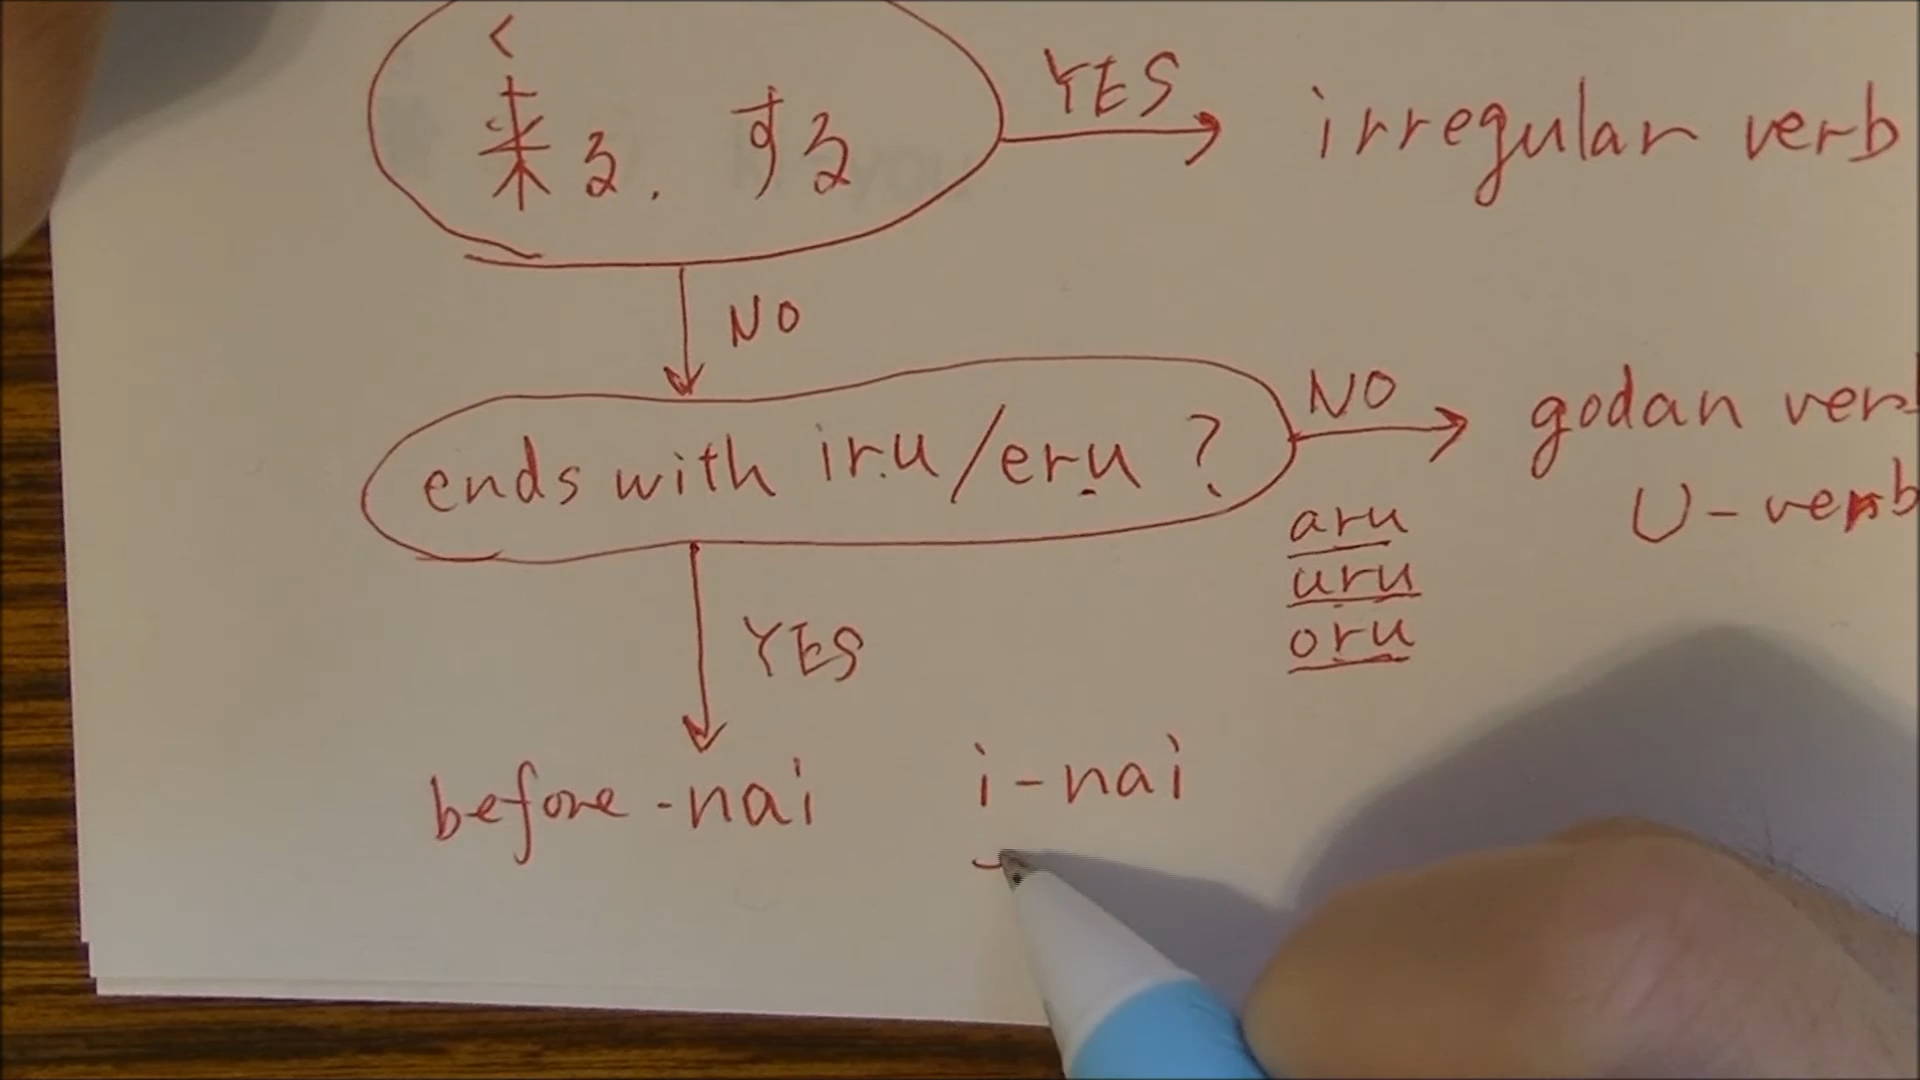 く
来る、する
YES
irregular verb
NO
ends with iru/eru?
NO
godan verb
U-verb
aru
uru
oru
YES
before -nai
i-nai